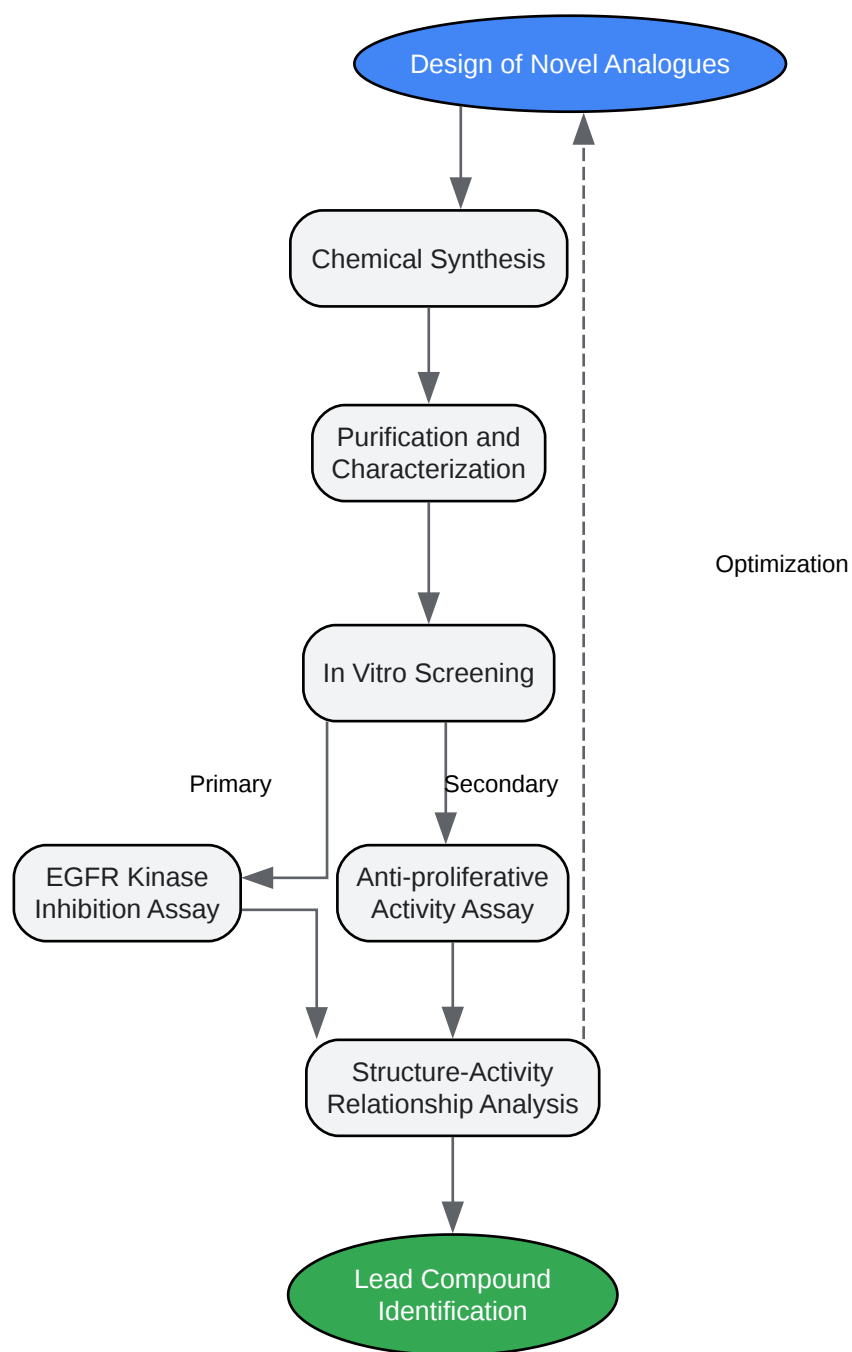 Design of Novel Analogues
Chemical Synthesis
Purification and
Characterization
Optimization
In Vitro Screening
Primary
Secondary
EGFR Kinase
Inhibition Assay
Anti-proliferative
Activity Assay
Structure-Activity
Relationship Analysis
Lead Compound
Identification